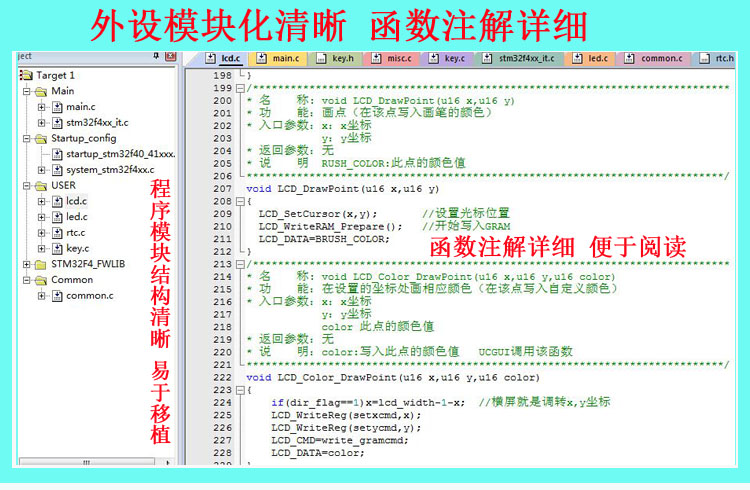 外设模块化清晰 函数注解详细
ject
lcd.c main.c key.h misc.c key.c stm32f4xx_it.c led.c common.c rtc.h
Target 1
Main
main.c
stm32f4xx_it.c
Startup_config
startup_stm32f40_41xxx.
system_stm32f4xx.c
USER
lcd.c
led.c
rtc.c
key.c
STM32F4_FWLIB
Common
common.c
程序模块结构清晰 易于移植
198 }
199 /****************************************************************************
200 * 名    称: void LCD_DrawPoint(u16 x,u16 y)
201 * 功    能: 画点（在该点写入画笔的颜色）
202 * 入口参数: x: x坐标
203             y: y坐标
204 * 返回参数: 无
205 * 说    明  RUSH_COLOR:此点的颜色值
206 ****************************************************************************/
207 void LCD_DrawPoint(u16 x,u16 y)
208 {
209   LCD_SetCursor(x,y);       //设置光标位置
210   LCD_WriteRAM_Prepare();   //开始写入GRAM
211   LCD_DATA=BRUSH_COLOR;
212 }
函数注解详细 便于阅读
213 /****************************************************************************
214 * 名    称: void LCD_Color_DrawPoint(u16 x,u16 y,u16 color)
215 * 功    能: 在设置的坐标处画相应颜色（在该点写入自定义颜色）
216 * 入口参数: x: x坐标
217             y: y坐标
218             color 此点的颜色值
219 * 返回参数: 无
220 * 说    明: color:写入此点的颜色值   UCGUI调用该函数
221 ****************************************************************************/
222 void LCD_Color_DrawPoint(u16 x,u16 y,u16 color)
223 {
224     if(dir_flag==1)x=lcd_width-1-x;  //横屏就是调转x,y坐标
225     LCD_WriteReg(setxcmd,x);
226     LCD_WriteReg(setycmd,y);
227     LCD_CMD=write_gramcmd;
228     LCD_DATA=color;
229 }